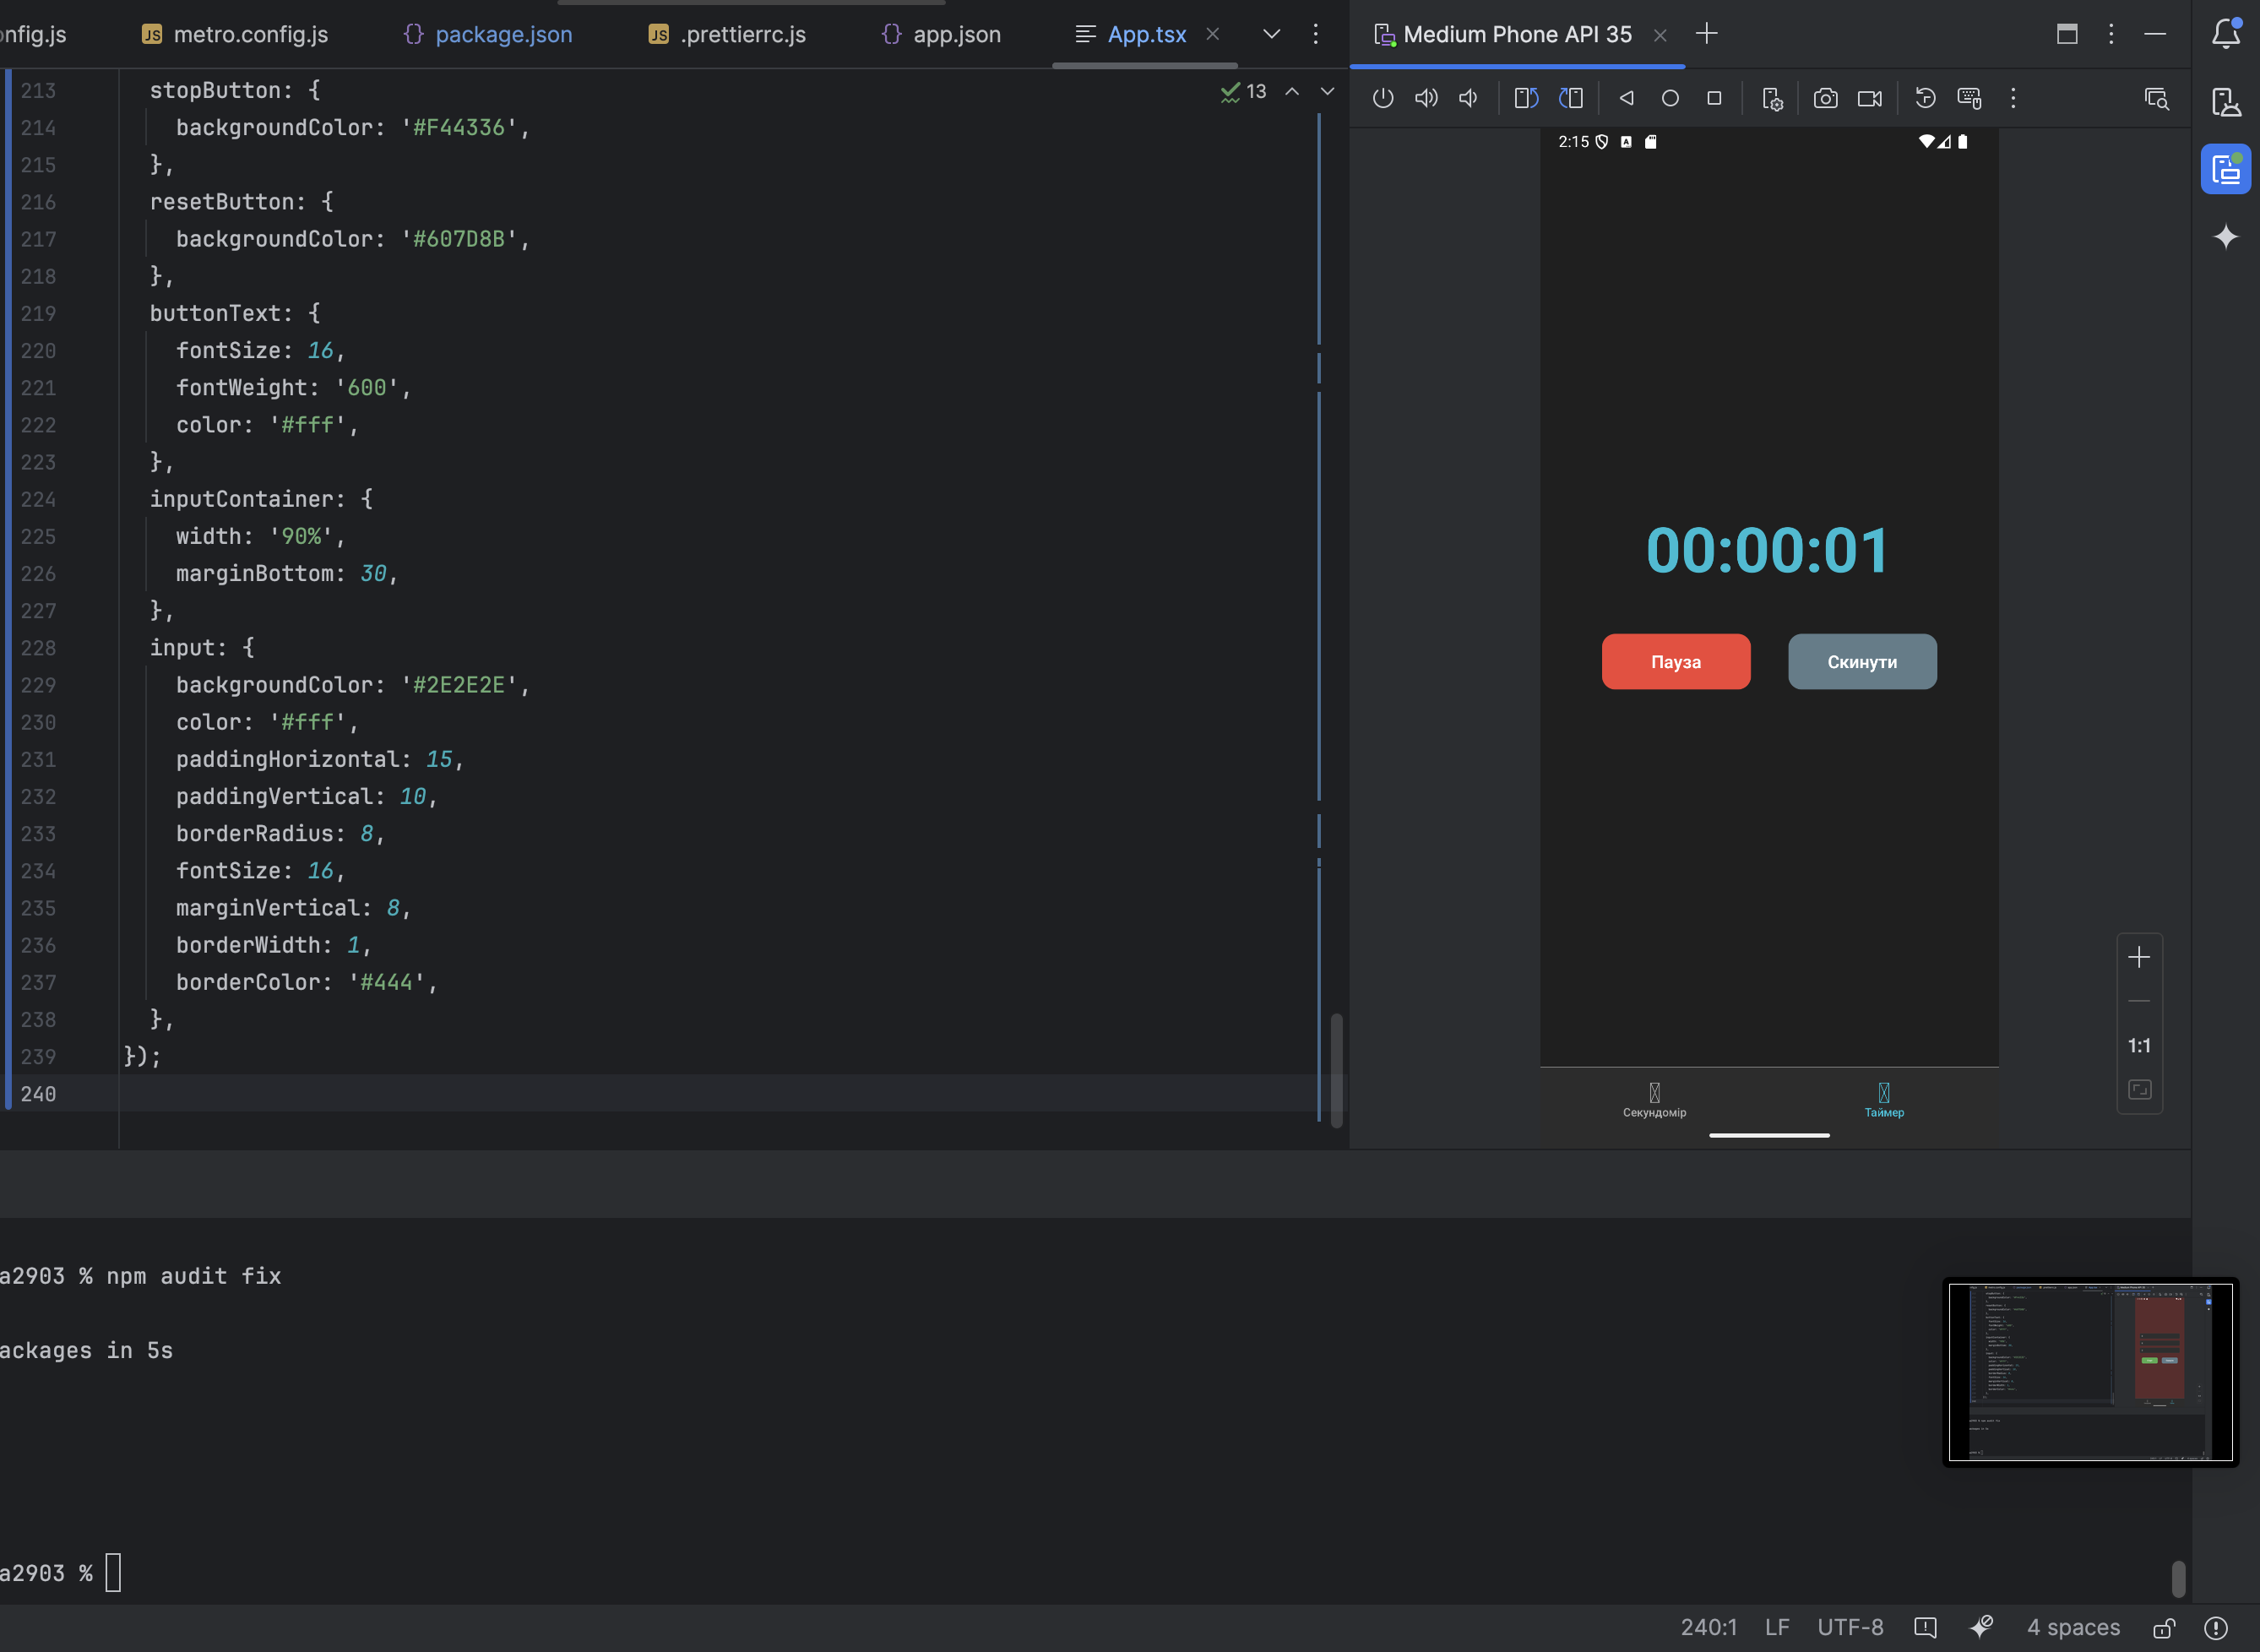 onfig.js
JS metro.config.js
{} package.json
JS .prettierrc.js
{} app.json
App.tsx
Medium Phone API 35
13
213 stopButton: {
214 backgroundColor: '#F44336',
215 },
216 resetButton: {
217 backgroundColor: '#607D8B',
218 },
219 buttonText: {
220 fontSize: 16,
221 fontWeight: '600',
222 color: '#fff',
223 },
224 inputContainer: {
225 width: '90%',
226 marginBottom: 30,
227 },
228 input: {
229 backgroundColor: '#2E2E2E',
230 color: '#fff',
231 paddingHorizontal: 15,
232 paddingVertical: 10,
233 borderRadius: 8,
234 fontSize: 16,
235 marginVertical: 8,
236 borderWidth: 1,
237 borderColor: '#444',
238 },
239 });
240
2:15
00:00:01
Пауза
Скинути
Секундомір
Таймер
1:1
a2903 % npm audit fix
ackages in 5s
a2903 %
240:1 LF UTF-8 4 spaces